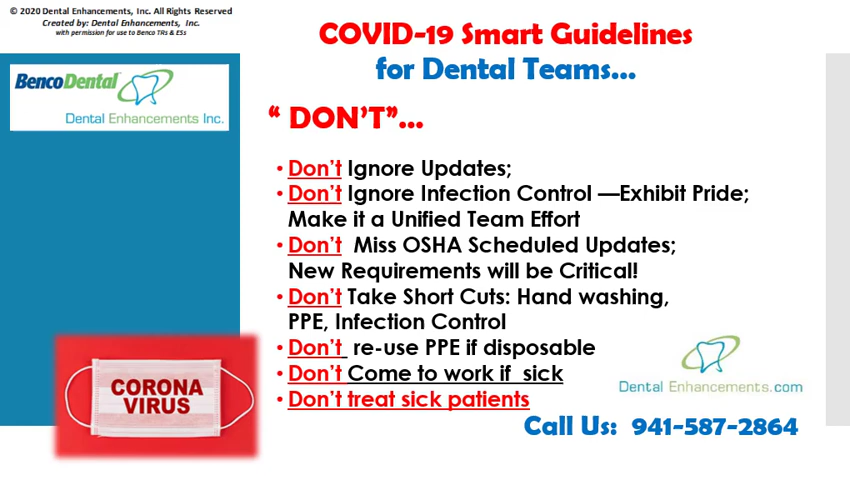 © 2020 Dental Enhancements, Inc. All Rights Reserved
Created by: Dental Enhancements, Inc.
with permission for use to Benco TRs & ESs
BencoDental
Dental Enhancements Inc.
COVID-19 Smart Guidelines
for Dental Teams...
“ DON’T”...
• Don’t Ignore Updates;
• Don’t Ignore Infection Control —Exhibit Pride;
Make it a Unified Team Effort
• Don’t Miss OSHA Scheduled Updates;
New Requirements will be Critical!
• Don’t Take Short Cuts: Hand washing,
PPE, Infection Control
• Don’t re-use PPE if disposable
• Don’t Come to work if sick
• Don’t treat sick patients
CORONA
VIRUS
Dental Enhancements.com
Call Us: 941-587-2864